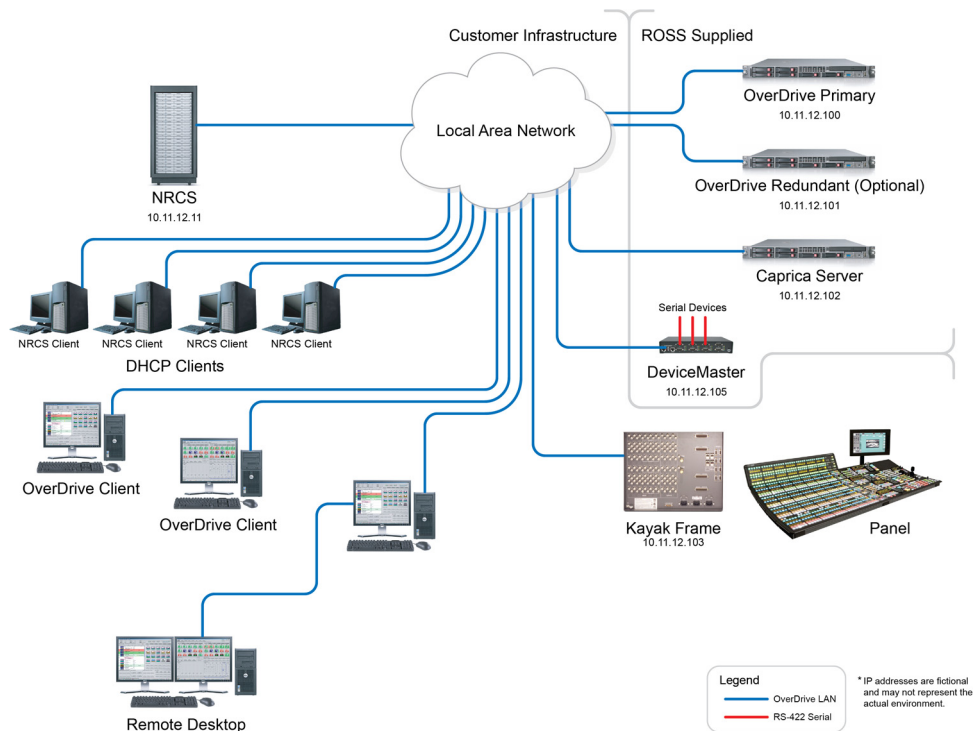 Customer Infrastructure
ROSS Supplied
Local Area Network
OverDrive Primary
10.11.12.100
NRCS
10.11.12.11
OverDrive Redundant (Optional)
10.11.12.101
Caprica Server
10.11.12.102
NRCS Client
NRCS Client
NRCS Client
NRCS Client
DHCP Clients
Serial Devices
DeviceMaster
10.11.12.105
OverDrive Client
OverDrive Client
Kayak Frame
10.11.12.103
Panel
Remote Desktop
Legend
OverDrive LAN
RS-422 Serial
* IP addresses are fictional
and may not represent the
actual environment.